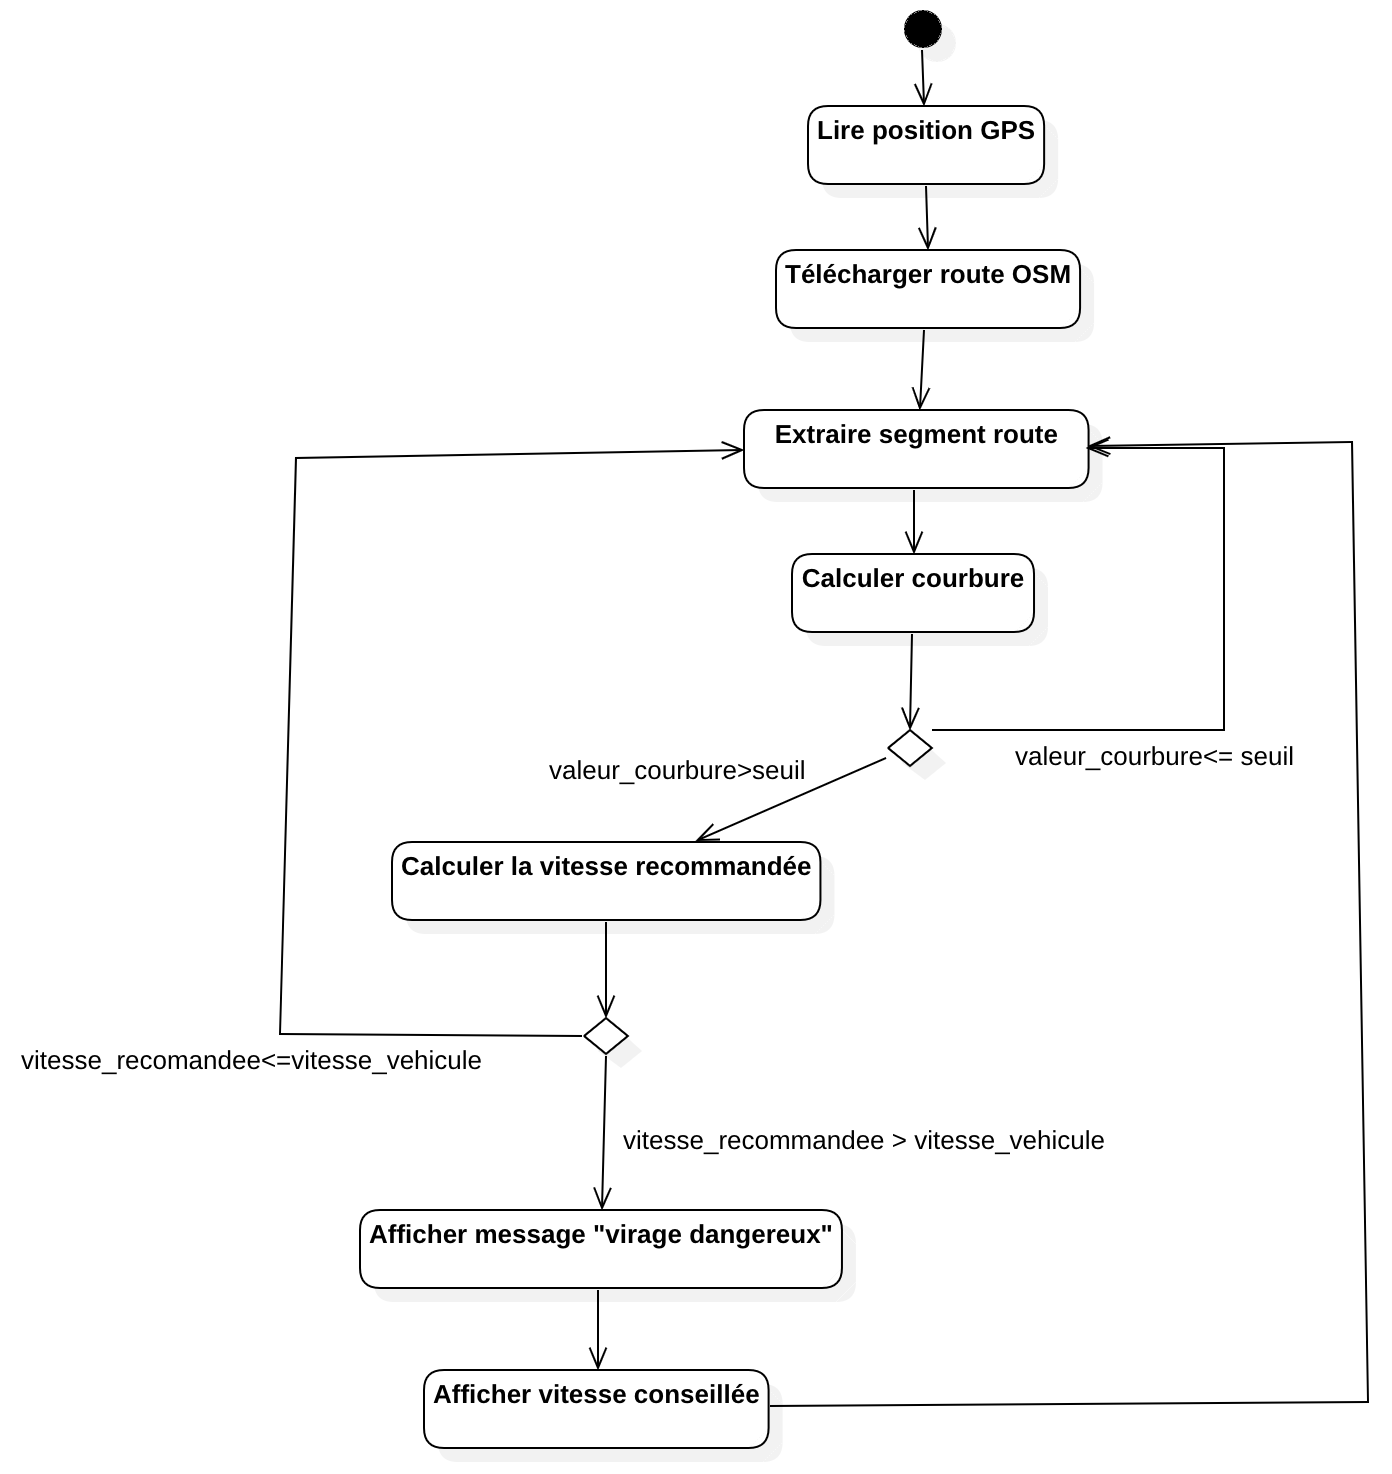 Lire position GPS
Télécharger route OSM
Extraire segment route
Calculer courbure
valeur_courbure>seuil
valeur_courbure<= seuil
Calculer la vitesse recommandée
vitesse_recomandee<=vitesse_vehicule
vitesse_recommandee > vitesse_vehicule
Afficher message "virage dangereux"
Afficher vitesse conseillée